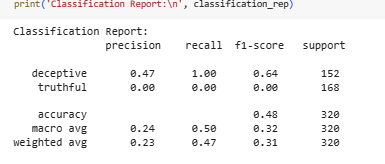 print('Classification Report:\n', classification_rep)
Classification Report:
precision recall f1-score support
deceptive 0.47 1.00 0.64 152
truthful 0.00 0.00 0.00 168
accuracy 0.48 320
macro avg 0.24 0.50 0.32 320
weighted avg 0.23 0.47 0.31 320